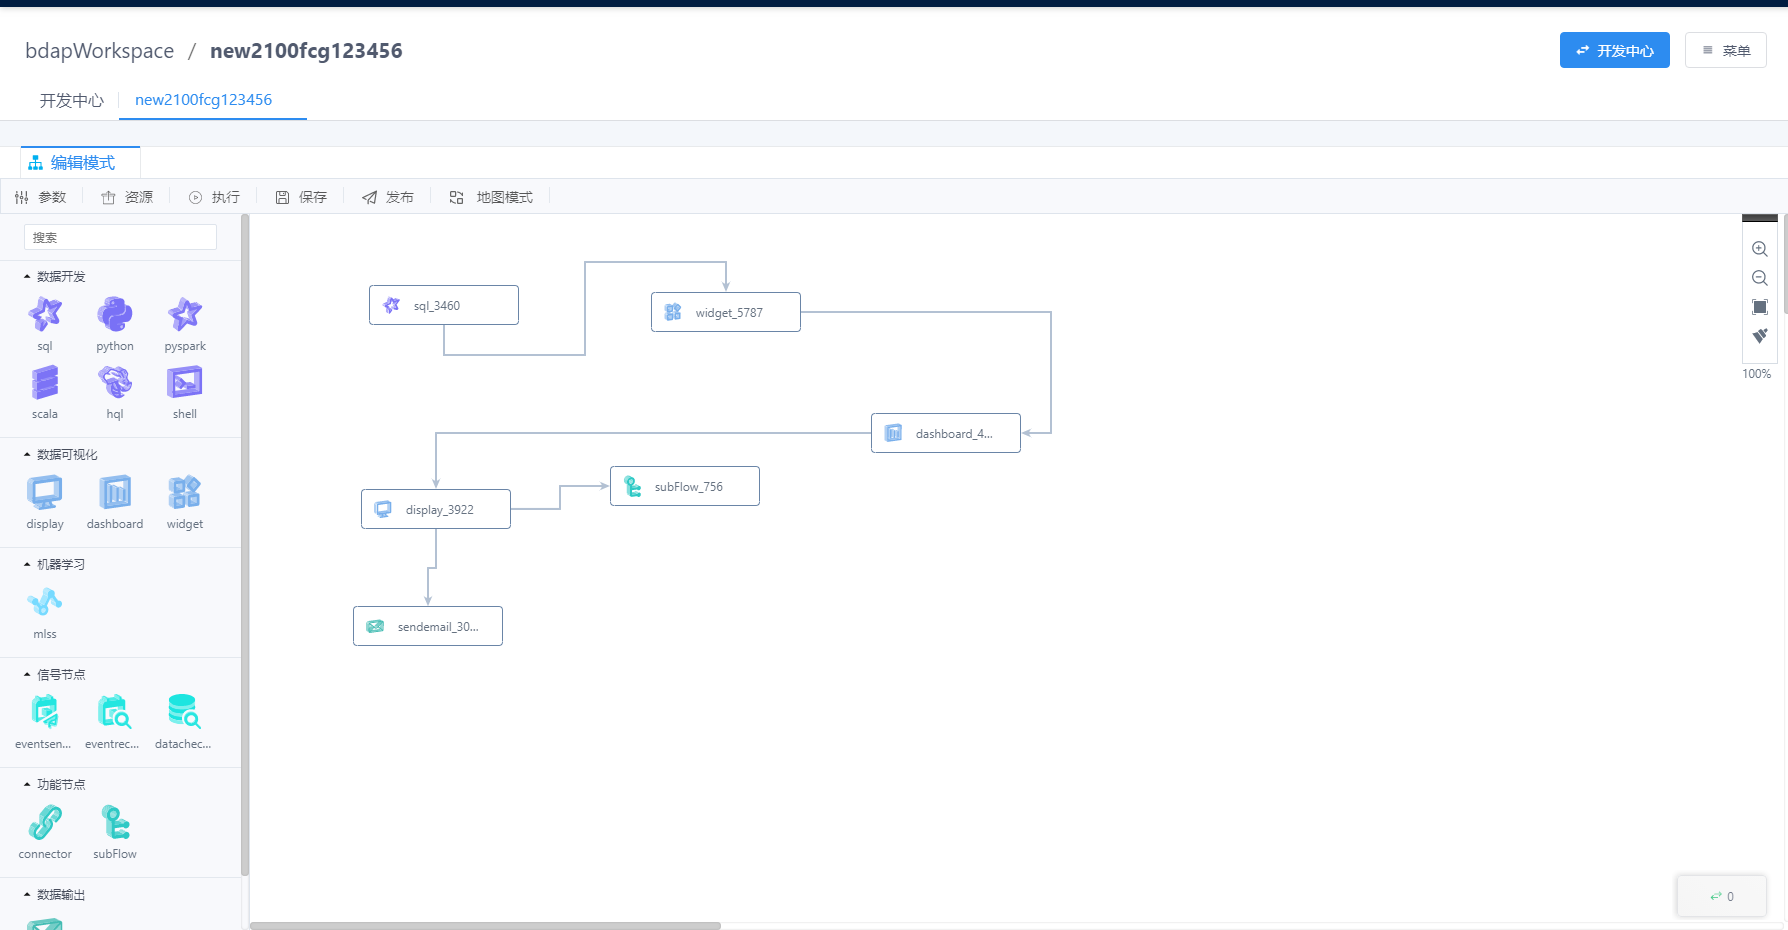 bdapWorkspace / new2100fcg123456
开发中心
菜单
开发中心
new2100fcg123456
编辑模式
参数
资源
执行
保存
发布
地图模式
搜索
数据开发
sql
python
pyspark
scala
hql
shell
数据可视化
display
dashboard
widget
机器学习
mlss
信号节点
eventsen...
eventrec...
datachec...
功能节点
connector
subFlow
数据输出
sql_3460
widget_5787
dashboard_4...
subFlow_756
display_3922
sendemail_30...
100%
0